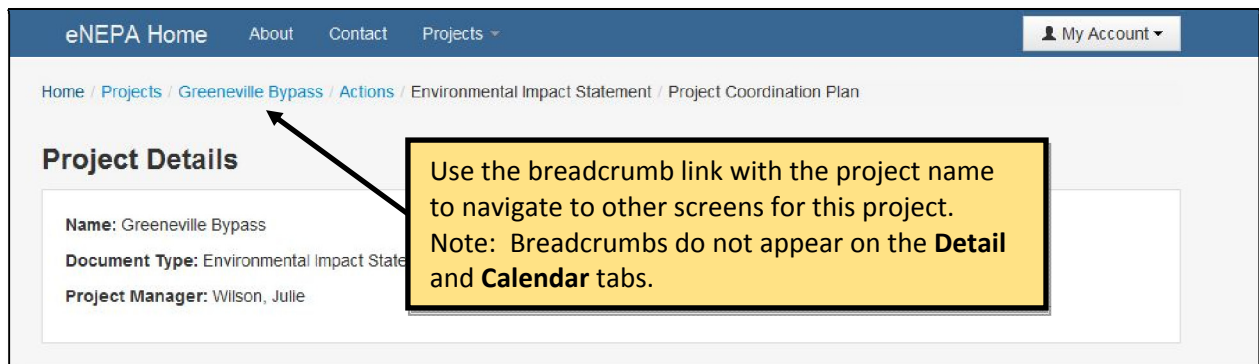 eNEPA Home About Contact Projects My Account
Home / Projects / Greeneville Bypass / Actions / Environmental Impact Statement / Project Coordination Plan
Project Details
Use the breadcrumb link with the project name
to navigate to other screens for this project.
Note: Breadcrumbs do not appear on the Detail
and Calendar tabs.
Name: Greeneville Bypass
Document Type: Environmental Impact State
Project Manager: Wilson, Julie